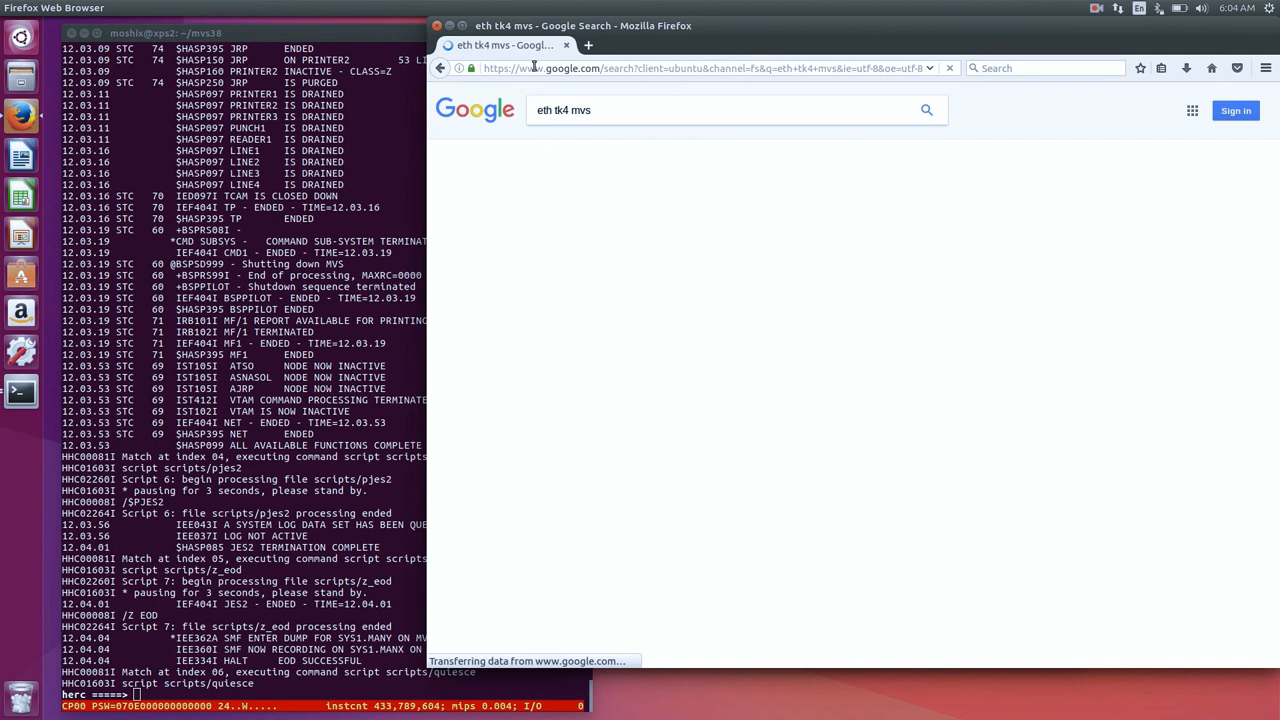 Firefox Web Browser
En
6:04 AM
moshix@xps2: ~/mvs38
12.03.09 STC 74 $HASP395 JRP ENDED
12.03.09 STC 74 $HASP150 JRP ON PRINTER2 53 LI
12.03.09 $HASP160 PRINTER2 INACTIVE - CLASS=Z
12.03.09 STC 74 $HASP250 JRP IS PURGED
12.03.11 $HASP097 PRINTER1 IS DRAINED
12.03.11 $HASP097 PRINTER2 IS DRAINED
12.03.11 $HASP097 PRINTER3 IS DRAINED
12.03.11 $HASP097 PUNCH1 IS DRAINED
12.03.11 $HASP097 READER1 IS DRAINED
12.03.16 $HASP097 LINE1 IS DRAINED
12.03.16 $HASP097 LINE2 IS DRAINED
12.03.16 $HASP097 LINE3 IS DRAINED
12.03.16 $HASP097 LINE4 IS DRAINED
12.03.16 STC 70 IED097I TCAM IS CLOSED DOWN
12.03.16 STC 70 IEF404I TP - ENDED - TIME=12.03.16
12.03.16 STC 70 $HASP395 TP ENDED
12.03.19 STC 60 +BSPRS08I -
12.03.19 *CMD SUBSYS - COMMAND SUB-SYSTEM TERMINAT
12.03.19 IEF404I CMD1 - ENDED - TIME=12.03.19
12.03.19 STC 60 @BSPSD999 - Shutting down MVS
12.03.19 STC 60 +BSPRS99I - End of processing, MAXRC=0000
12.03.19 STC 60 +BSPPILOT - Shutdown sequence terminated
12.03.19 STC 60 IEF404I BSPPILOT - ENDED - TIME=12.03.19
12.03.19 STC 60 $HASP395 BSPPILOT ENDED
12.03.19 STC 71 IRB101I MF/1 REPORT AVAILABLE FOR PRINTING
12.03.19 STC 71 IRB102I MF/1 TERMINATED
12.03.19 STC 71 IEF404I MF1 - ENDED - TIME=12.03.19
12.03.19 STC 71 $HASP395 MF1 ENDED
12.03.53 STC 69 IST105I ATSO NODE NOW INACTIVE
12.03.53 STC 69 IST105I ASNASOL NODE NOW INACTIVE
12.03.53 STC 69 IST105I AJRP NODE NOW INACTIVE
12.03.53 STC 69 IST412I VTAM COMMAND PROCESSING TERMINATE
12.03.53 STC 69 IST102I VTAM IS NOW INACTIVE
12.03.53 STC 69 IEF404I NET - ENDED - TIME=12.03.53
12.03.53 STC 69 $HASP395 NET ENDED
12.03.53 $HASP099 ALL AVAILABLE FUNCTIONS COMPLETE
HHC00081I Match at index 04, executing command script scripts
HHC01603I script scripts/pjes2
HHC02260I Script 6: begin processing file scripts/pjes2
HHC01603I * pausing for 3 seconds, please stand by.
HHC00008I /$PJES2
HHC02264I Script 6: file scripts/pjes2 processing ended
12.03.56 IEE043I A SYSTEM LOG DATA SET HAS BEEN QUE
12.03.56 IEE037I LOG NOT ACTIVE
12.04.01 $HASP085 JES2 TERMINATION COMPLETE
HHC00081I Match at index 05, executing command script scripts
HHC01603I script scripts/z_eod
HHC02260I Script 7: begin processing file scripts/z_eod
HHC01603I * pausing for 3 seconds, please stand by.
12.04.01 IEF404I JES2 - ENDED - TIME=12.04.01
HHC00008I /Z EOD
HHC02264I Script 7: file scripts/z_eod processing ended
12.04.04 *IEE362A SMF ENTER DUMP FOR SYS1.MANY ON MV
12.04.04 IEE360I SMF NOW RECORDING ON SYS1.MANX ON
12.04.04 IEE334I HALT EOD SUCCESSFUL
HHC00081I Match at index 06, executing command script scripts/quiesce
HHC01603I script scripts/quiesce
herc =====>
CP00 PSW=070E000000000000 24..W..... instcnt 433,789,604; mips 0.004; I/O 0
eth tk4 mvs - Google Search - Mozilla Firefox
eth tk4 mvs - Googl...
https://www.google.com/search?client=ubuntu&channel=fs&q=eth+tk4+mvs&ie=utf-8&oe=utf-8
Search
Google
eth tk4 mvs
Sign in
Transferring data from www.google.com...